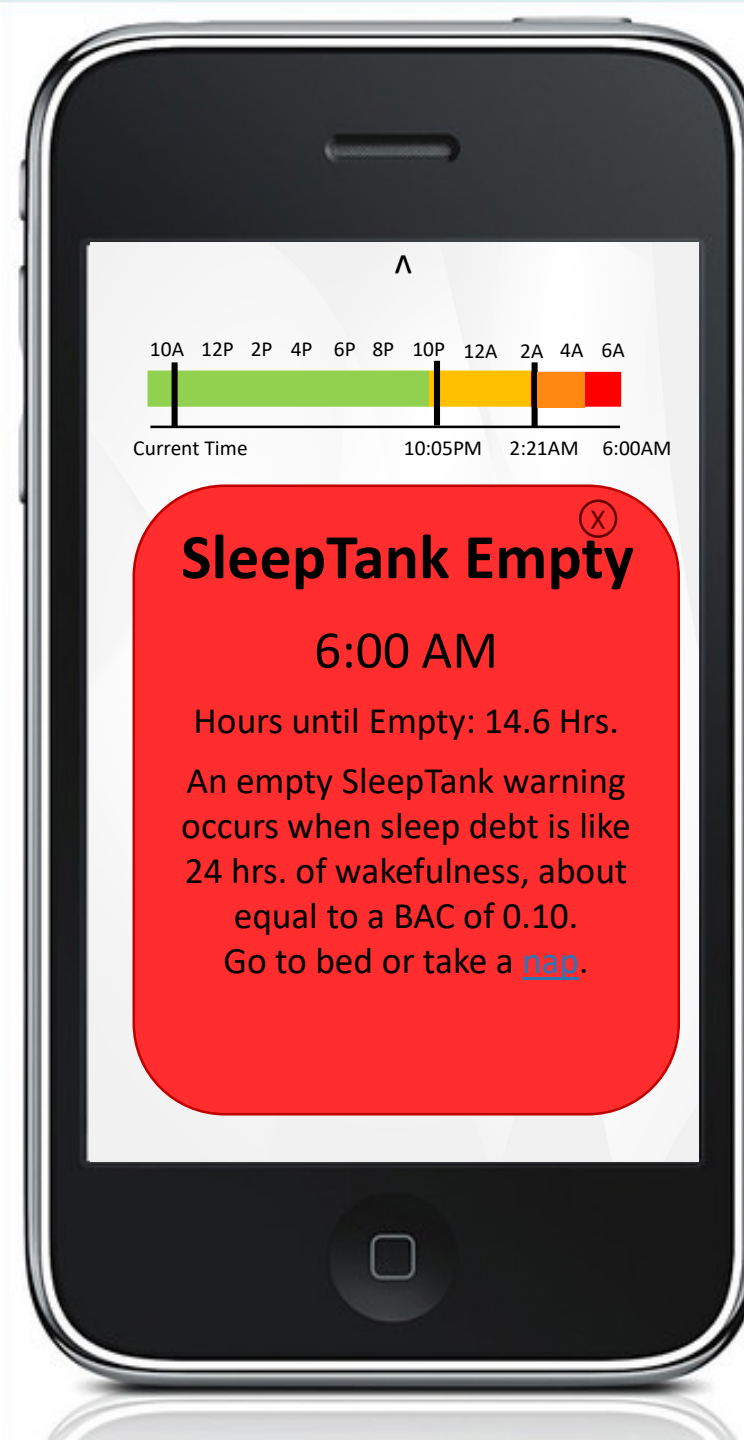 ^
10A 12P 2P 4P 6P 8P 10P 12A 2A 4A 6A
Current Time 10:05PM 2:21AM 6:00AM
X
SleepTank Empty
6:00 AM
Hours until Empty: 14.6 Hrs.
An empty SleepTank warning
occurs when sleep debt is like
24 hrs. of wakefulness, about
equal to a BAC of 0.10.
Go to bed or take a nap.